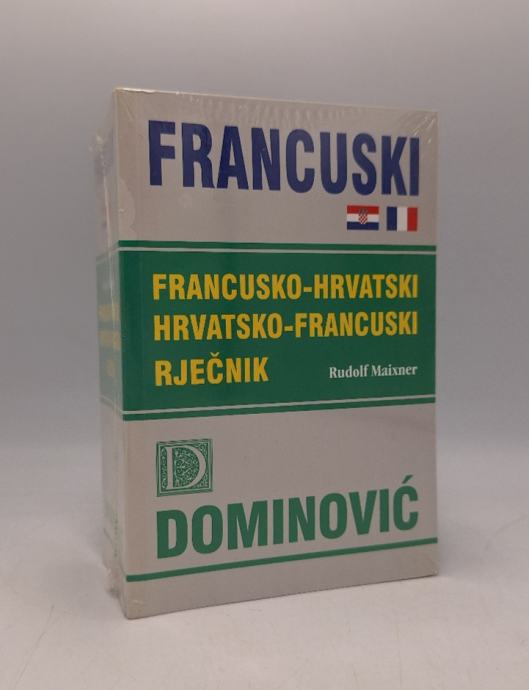 FRANCUSKI
FRANCUSKO-HRVATSKI
HRVATSKO-FRANCUSKI
RJEČNIK
Rudolf Maixner
D
DOMINOVIĆ